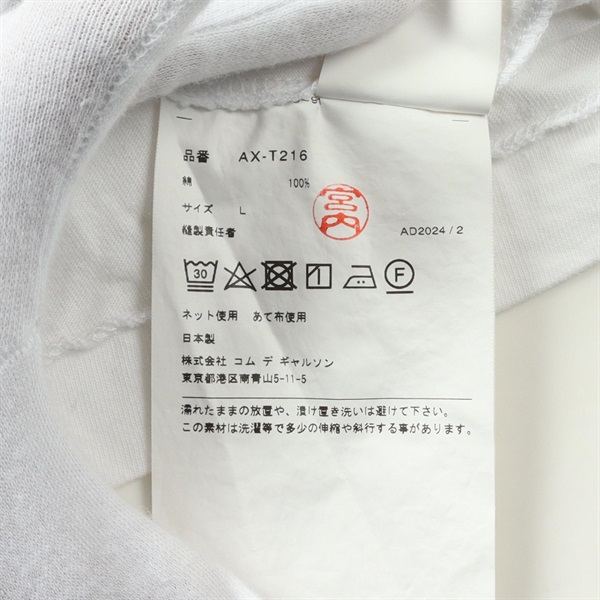 品番 AX-T216
綿 100%
サイズ L
宮内
縫製責任者 AD2024 / 2
30 F
ネット使用 あて布使用
日本製
株式会社 コム デ ギャルソン
東京都港区南青山5-11-5
濡れたままの放置や、漬け置き洗いは避けて下さい。
この素材は洗濯等で多少の伸縮や斜行する事があります。